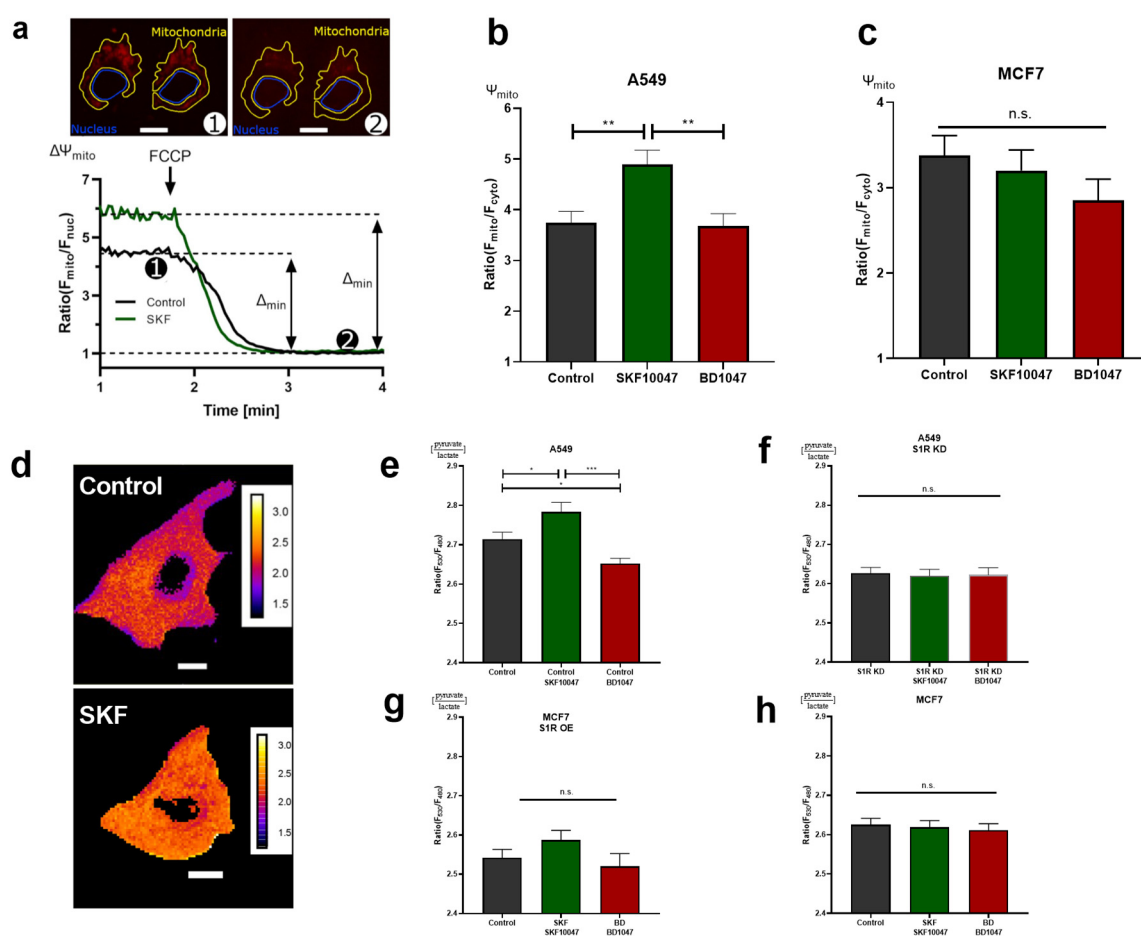 a
Mitochondria
Nucleus
1
Mitochondria
Nucleus
2
ΔΨmito
FCCP
Ratio(Fmito/Fnuc)
7
5
3
1
1
Control
SKF
Δmin
Δmin
2
1
2
3
4
Time [min]
b
A549
Ψmito
Ratio(Fmito/Fcyto)
6
5
4
3
2
1
**
**
Control
SKF10047
BD1047
c
MCF7
Ψmito
Ratio(Fmito/Fcyto)
4
3
2
1
n.s.
Control
SKF10047
BD1047
d
Control
3.0
2.5
2.0
1.5
SKF
3.0
2.5
2.0
1.5
e
[pyruvate/lactate]
A549
Ratio(F530/F480)
2.9
2.8
2.7
2.6
2.5
2.4
*
***
*
Control
Control
SKF10047
Control
BD1047
f
[pyruvate/lactate]
A549
S1R KD
Ratio(F530/F480)
2.9
2.8
2.7
2.6
2.5
2.4
n.s.
S1R KD
S1R KD
SKF10047
S1R KD
BD1047
g
[pyruvate/lactate]
MCF7
S1R OE
Ratio(F530/F480)
2.9
2.8
2.7
2.6
2.5
2.4
n.s.
Control
SKF
SKF10047
BD
BD1047
h
[pyruvate/lactate]
MCF7
Ratio(F530/F480)
2.9
2.8
2.7
2.6
2.5
2.4
n.s.
Control
SKF
SKF10047
BD
BD1047